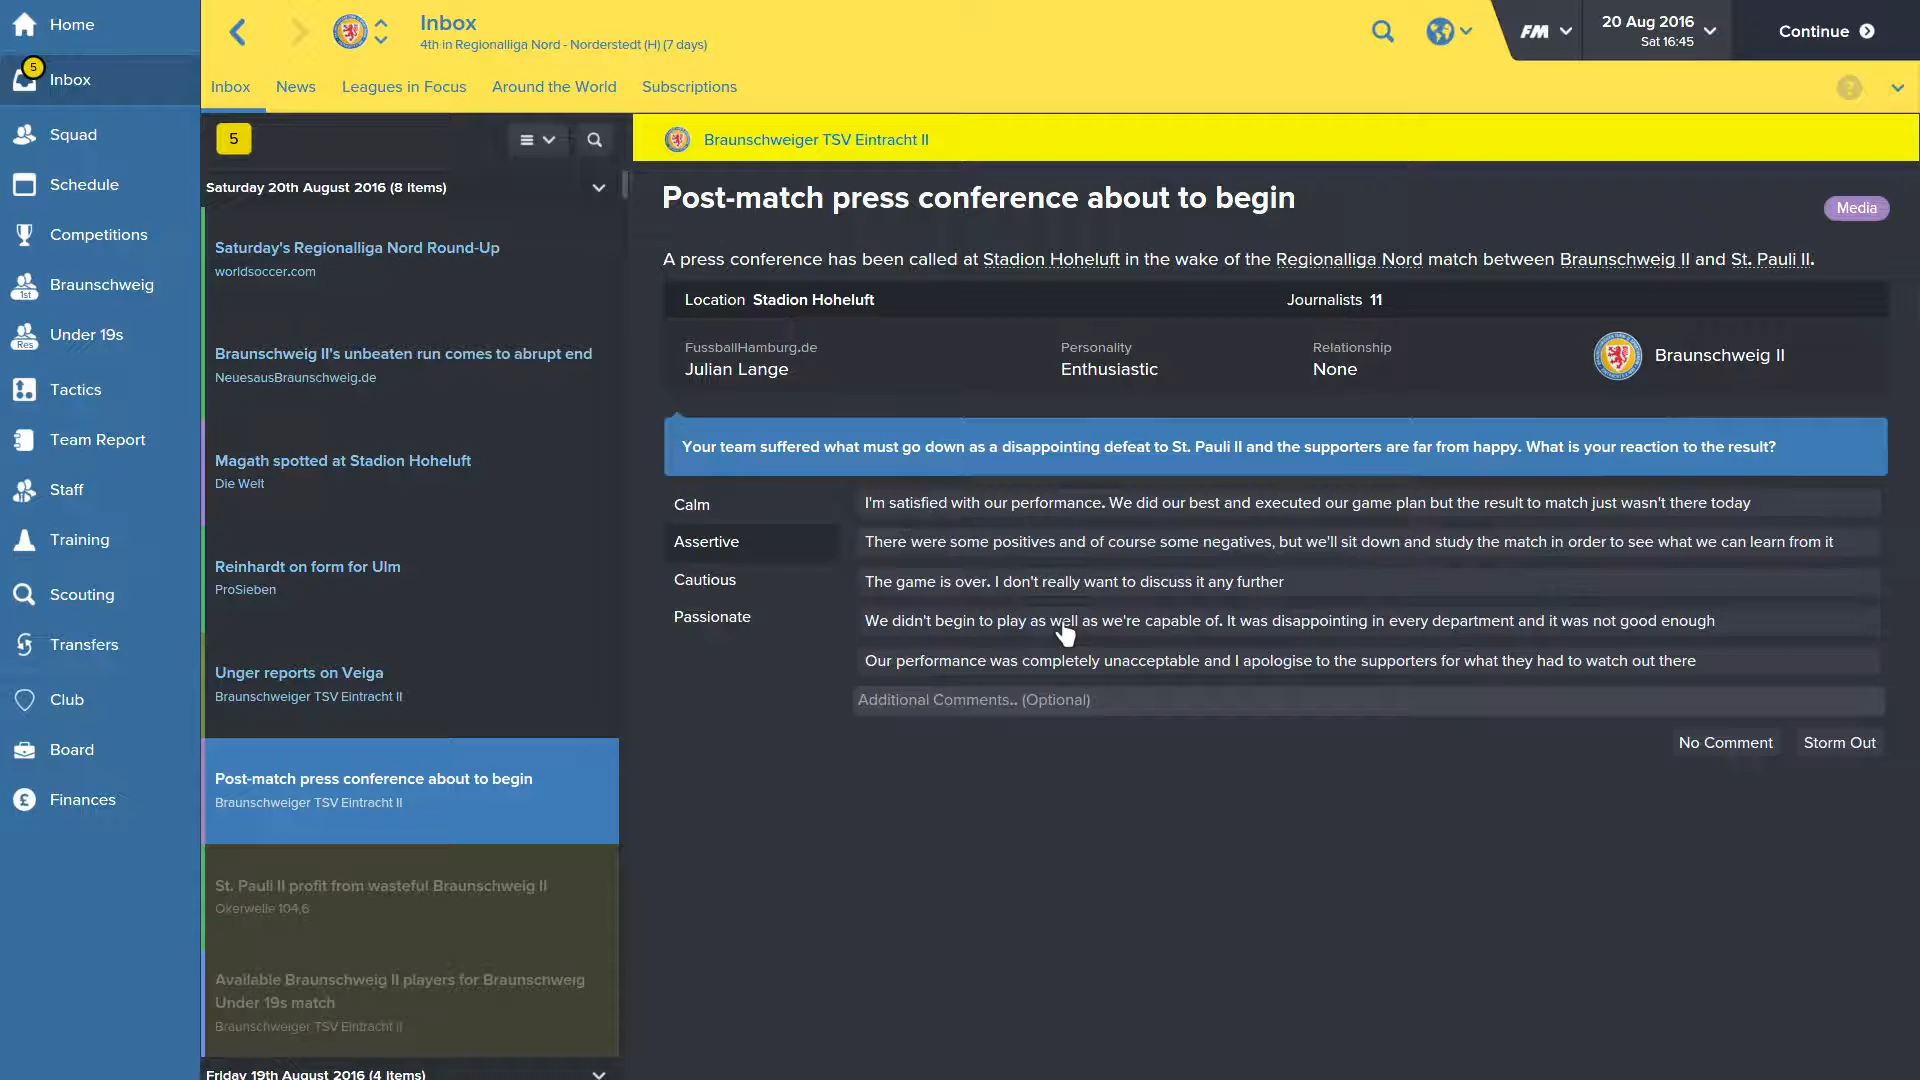 Home
5
Inbox
Squad
Schedule
Competitions
1st
Braunschweig
Res
Under 19s
Tactics
Team Report
Staff
Training
Scouting
Transfers
Club
Board
£
Finances
Inbox
4th in Regionalliga Nord - Norderstedt (H) (7 days)
FM
20 Aug 2016
Sat 16:45
Continue
Inbox
News
Leagues in Focus
Around the World
Subscriptions
?
5
Saturday 20th August 2016 (8 Items)
Saturday's Regionalliga Nord Round-Up
worldsoccer.com
Braunschweig II's unbeaten run comes to abrupt end
NeuesausBraunschweig.de
Magath spotted at Stadion Hoheluft
Die Welt
Reinhardt on form for Ulm
ProSieben
Unger reports on Veiga
Braunschweiger TSV Eintracht II
Post-match press conference about to begin
Braunschweiger TSV Eintracht II
St. Pauli II profit from wasteful Braunschweig II
Okerwelle 104,6
Available Braunschweig II players for Braunschweig
Under 19s match
Braunschweiger TSV Eintracht II
Friday 19th August 2016 (4 Items)
Braunschweiger TSV Eintracht II
Post-match press conference about to begin
Media
A press conference has been called at Stadion Hoheluft in the wake of the Regionalliga Nord match between Braunschweig II and St. Pauli II.
Location Stadion Hoheluft
Journalists 11
FussballHamburg.de
Julian Lange
Personality
Enthusiastic
Relationship
None
Braunschweig II
Your team suffered what must go down as a disappointing defeat to St. Pauli II and the supporters are far from happy. What is your reaction to the result?
Calm
Assertive
Cautious
Passionate
I'm satisfied with our performance. We did our best and executed our game plan but the result to match just wasn't there today
There were some positives and of course some negatives, but we'll sit down and study the match in order to see what we can learn from it
The game is over. I don't really want to discuss it any further
We didn't begin to play as well as we're capable of. It was disappointing in every department and it was not good enough
Our performance was completely unacceptable and I apologise to the supporters for what they had to watch out there
Additional Comments.. (Optional)
No Comment
Storm Out